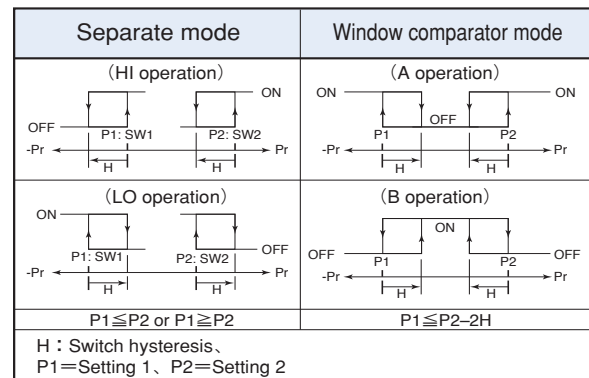 Separate mode
Window comparator mode
(HI operation)
ON
OFF
P1: SW1
P2: SW2
-Pr
Pr
H
H
(A operation)
ON
ON
OFF
P1
P2
-Pr
Pr
H
H
(LO operation)
ON
OFF
P1: SW1
P2: SW2
-Pr
Pr
H
H
(B operation)
ON
OFF
OFF
P1
P2
-Pr
Pr
H
H
P1≦P2 or P1≧P2
P1≦P2–2H
H：Switch hysteresis、
P1＝Setting 1、P2＝Setting 2